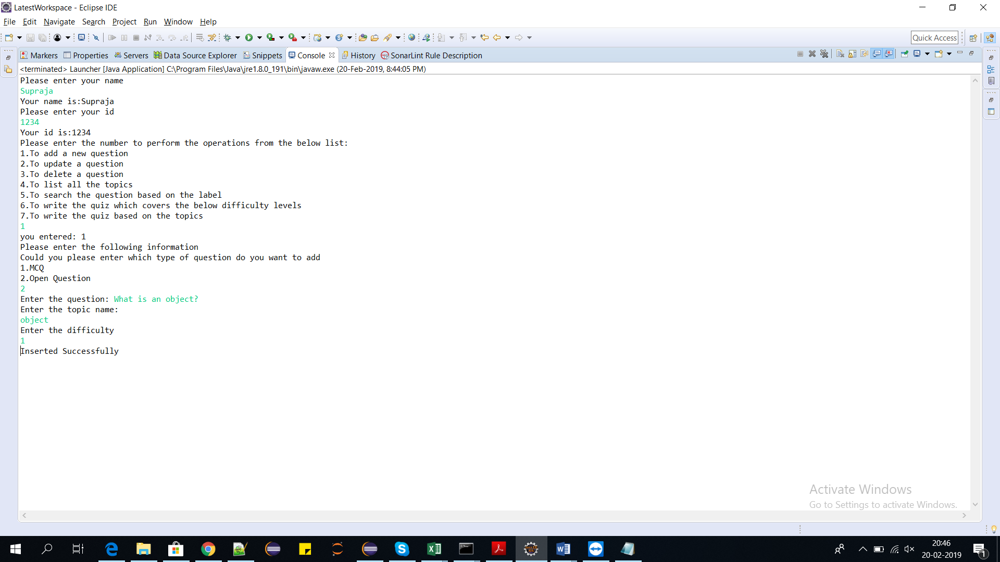 LatestWorkspace - Eclipse IDE
File Edit Navigate Search Project Run Window Help
Quick Access
Markers Properties Servers Data Source Explorer Snippets Console History SonarLint Rule Description
<terminated> Launcher [Java Application] C:\Program Files\Java\jre1.8.0_191\bin\javaw.exe (20-Feb-2019, 8:44:05 PM)
Please enter your name
Supraja
Your name is:Supraja
Please enter your id
1234
Your id is:1234
Please enter the number to perform the operations from the below list:
1.To add a new question
2.To update a question
3.To delete a question
4.To list all the topics
5.To search the question based on the label
6.To write the quiz which covers the below difficulty levels
7.To write the quiz based on the topics
1
you entered: 1
Please enter the following information
Could you please enter which type of question do you want to add
1.MCQ
2.Open Question
2
Enter the question: What is an object?
Enter the topic name:
object
Enter the difficulty
1
Inserted Successfully
Activate Windows
Go to Settings to activate Windows.
20:46
20-02-2019
1